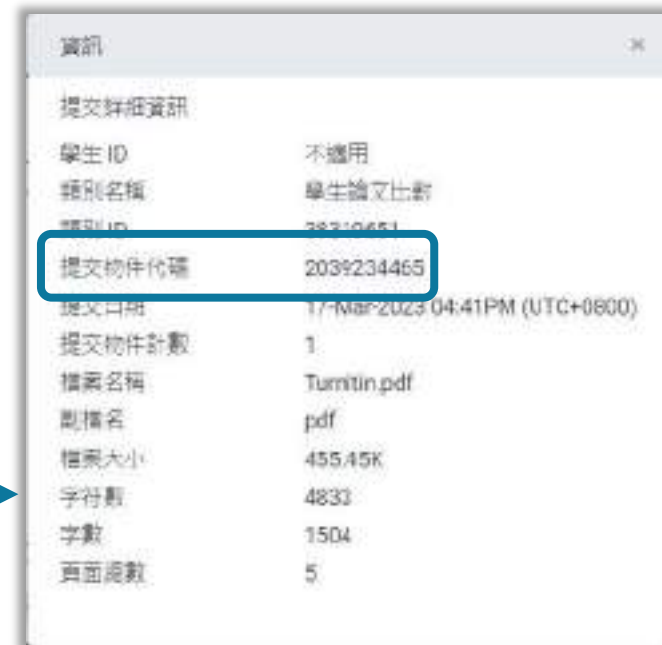 資訊 ×
提交詳細資訊
學生 ID 不適用
類別名稱 學生論文比對
類別 ID 38319651
提交物件代碼 2039234465
提交日期 17-Mar-2023 04:41PM (UTC+0800)
提交物件計數 1
檔案名稱 Turnitin.pdf
副檔名 pdf
檔案大小 455.45K
字符數 4833
字數 1504
頁面總數 5